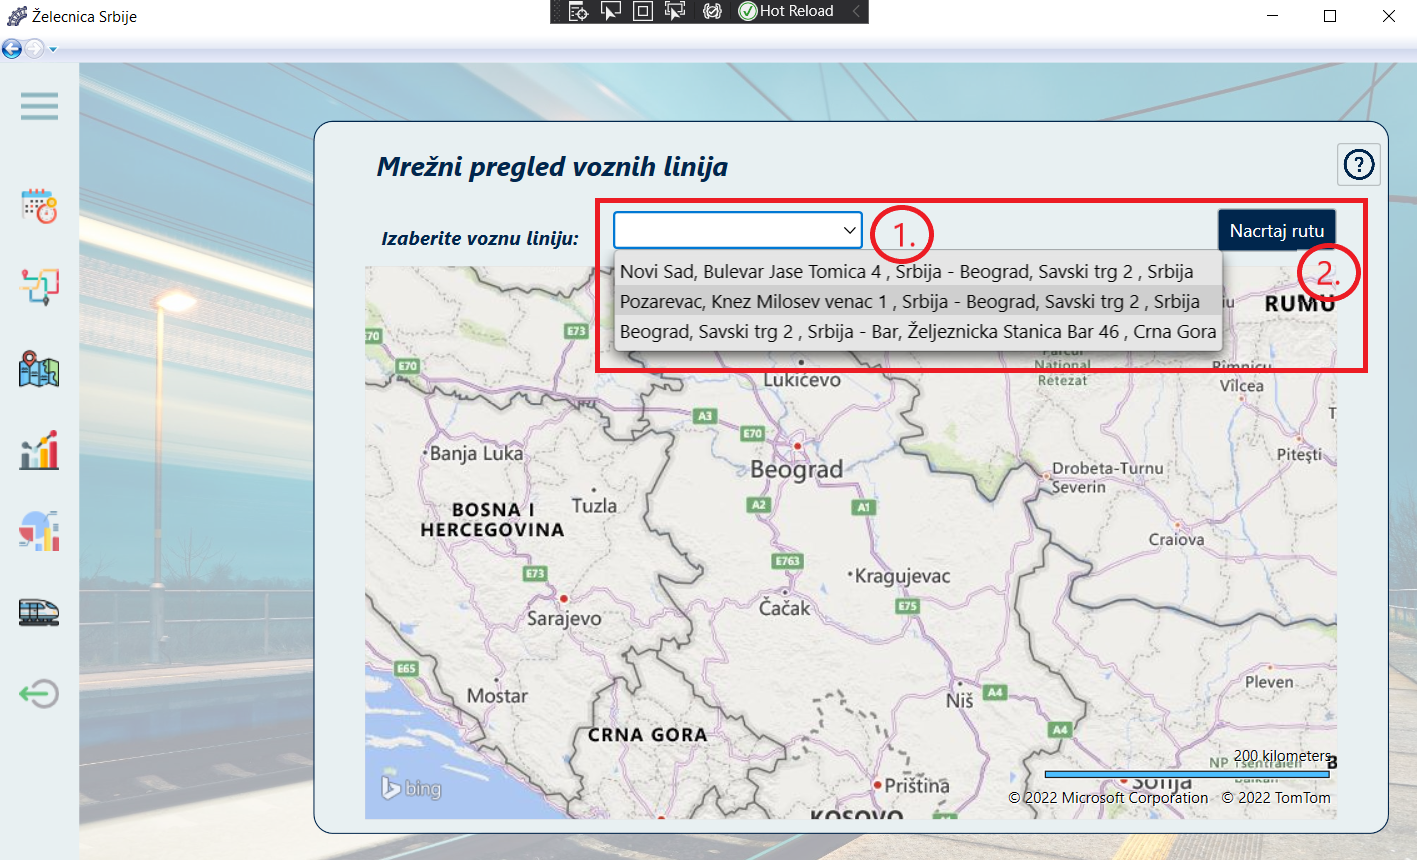 Želecnica Srbije
Hot Reload
Mrežni pregled voznih linija
?
Izaberite voznu liniju:
1.
Nacrtaj rutu
2.
Novi Sad, Bulevar Jase Tomica 4 , Srbija - Beograd, Savski trg 2 , Srbija
Pozarevac, Knez Milosev venac 1 , Srbija - Beograd, Savski trg 2 , Srbija
Beograd, Savski trg 2 , Srbija - Bar, Željeznicka Stanica Bar 46 , Crna Gora
RUMU
E73
E70
E70
National
Retezat
Rimnicu
Vîlcea
Lukićevo
A3
E70
Banja Luka
Beograd
Pitești
Drobeta-Turnu
Severin
BOSNA I
HERCEGOVINA
Tuzla
A2
A1
Craiova
E763
E73
Kragujevac
Čačak
E75
Sarajevo
E65
Mostar
Niš
A4
Pleven
CRNA GORA
A4
200 kilometers
NP Tsentralen
Balkan
Sofija
bing
Priština
© 2022 Microsoft Corporation
© 2022 TomTom
KOSOVO